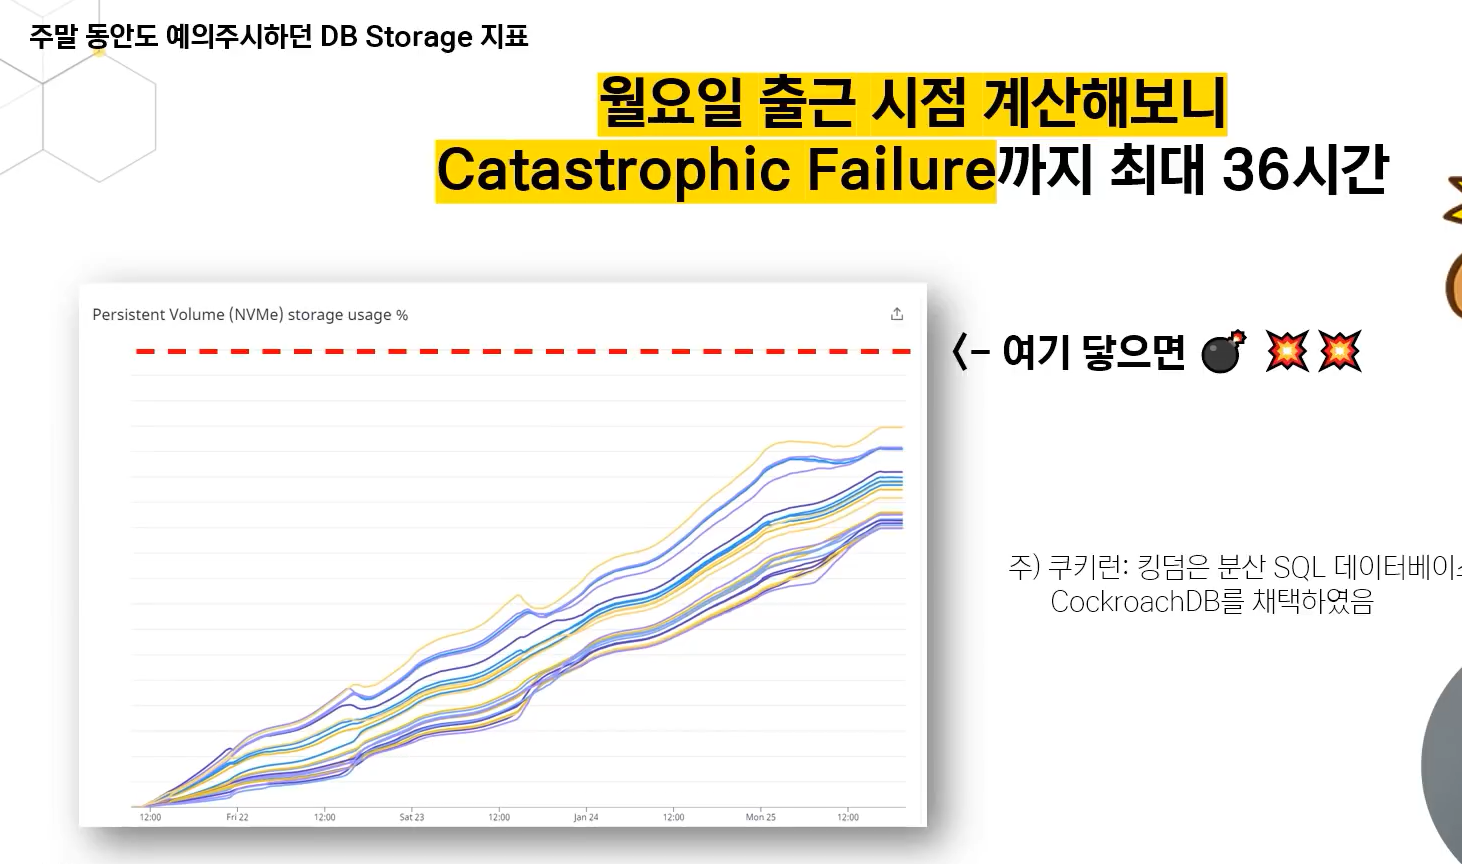 주말 동안도 예의주시하던 DB Storage 지표
월요일 출근 시점 계산해보니
Catastrophic Failure까지 최대 36시간
Persistent Volume (NVMe) storage usage %
<- 여기 닿으면
주) 쿠키런: 킹덤은 분산 SQL 데이터베이스
CockroachDB를 채택하였음
12:00 Fri 22 12:00 Sat 23 12:00 Jan 24 12:00 Mon 25 12:00